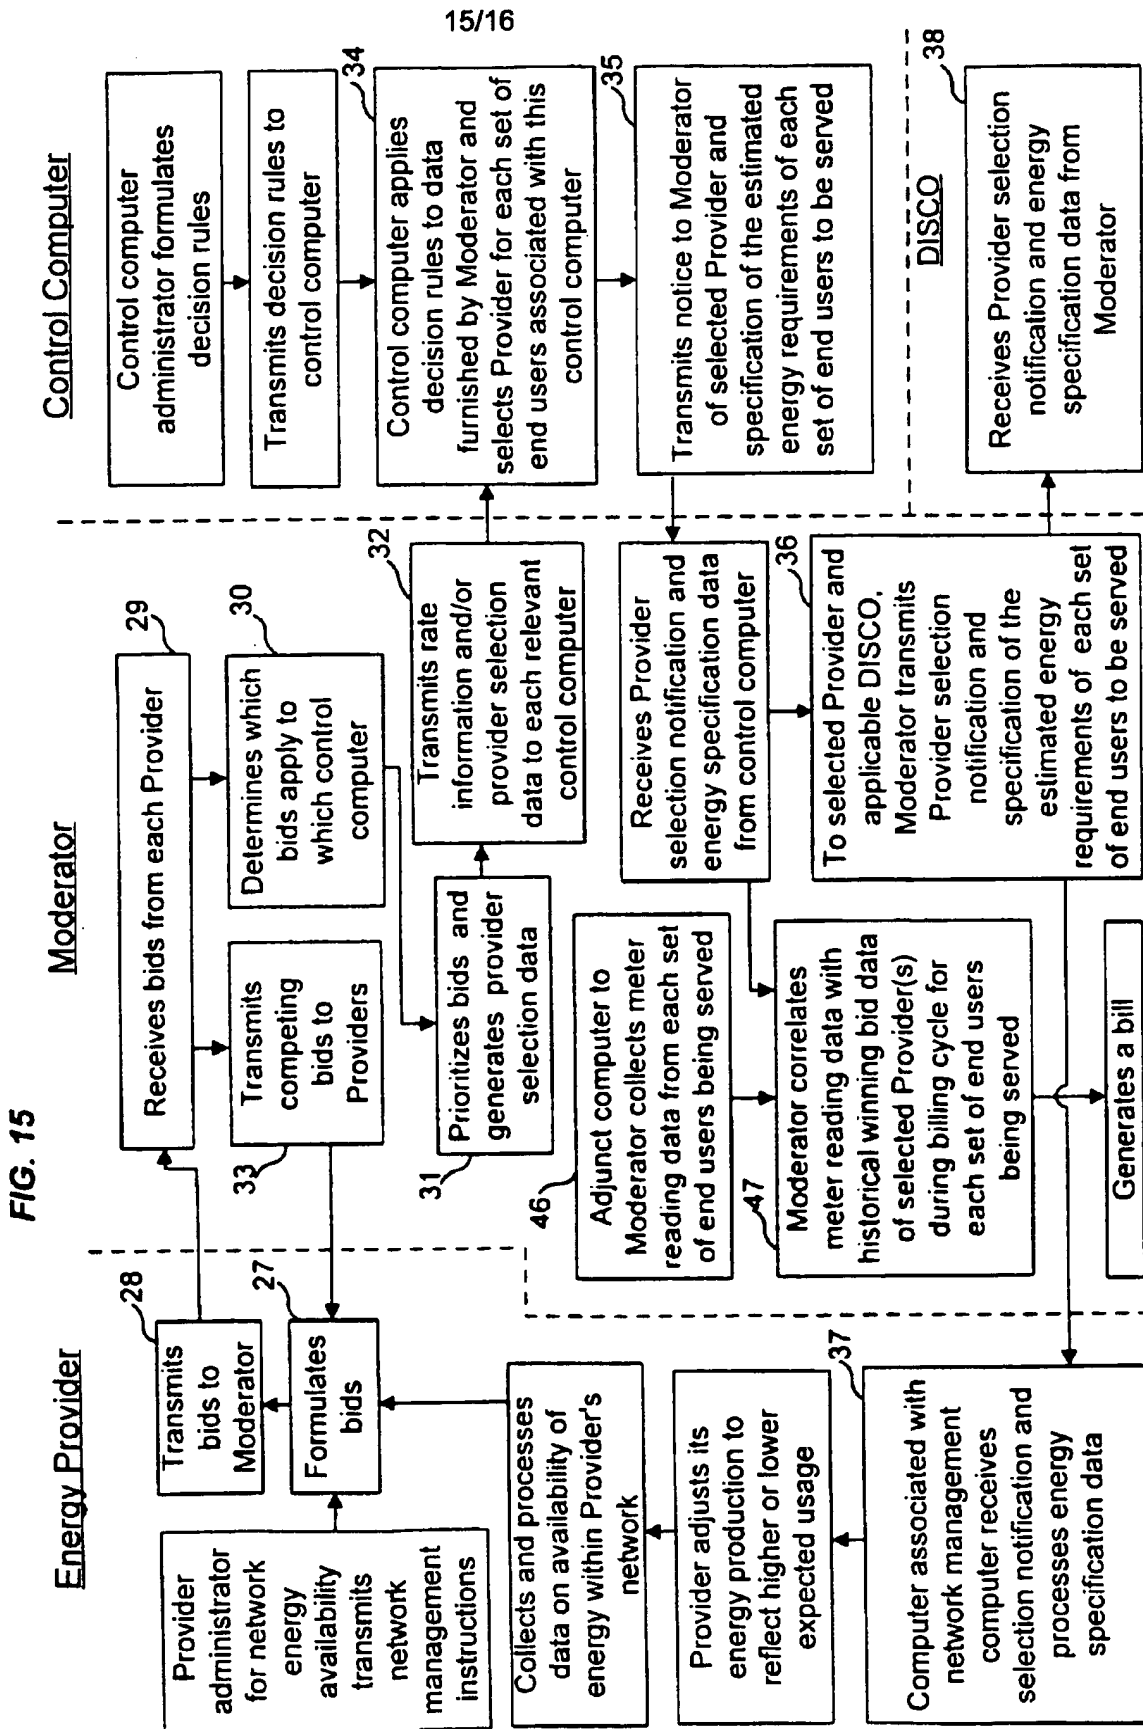 15/16
FIG. 15
Energy Provider
Moderator
Control Computer
Provider
administrator
for network
energy
availability
transmits
network
management
instructions
28
Transmits
bids to
Moderator
27
Formulates
bids
Collects and processes
data on availability of
energy within Provider's
network
Provider adjusts its
energy production to
reflect higher or lower
expected usage
37
Computer associated with
network management
computer receives
selection notification and
processes energy
specification data
29
Receives bids from each Provider
33
Transmits
competing
bids to
Providers
30
Determines which
bids apply to
which control
computer
31
Prioritizes bids and
generates provider
selection data
32
Transmits rate
information and/or
provider selection
data to each relevant
control computer
46
Adjunct computer to
Moderator collects meter
reading data from each set
of end users being served
Receives Provider
selection notification and
energy specification data
from control computer
47
Moderator correlates
meter reading data with
historical winning bid data
of selected Provider(s)
during billing cycle for
each set of end users
being served
36
To selected Provider and
applicable DISCO,
Moderator transmits
Provider selection
notification and
specification of the
estimated energy
requirements of each set
of end users to be served
Generates a bill
Control computer
administrator formulates
decision rules
Transmits decision rules to
control computer
34
Control computer applies
decision rules to data
furnished by Moderator and
selects Provider for each set of
end users associated with this
control computer
35
Transmits notice to Moderator
of selected Provider and
specification of the estimated
energy requirements of each
set of end users to be served
DISCO
38
Receives Provider selection
notification and energy
specification data from
Moderator